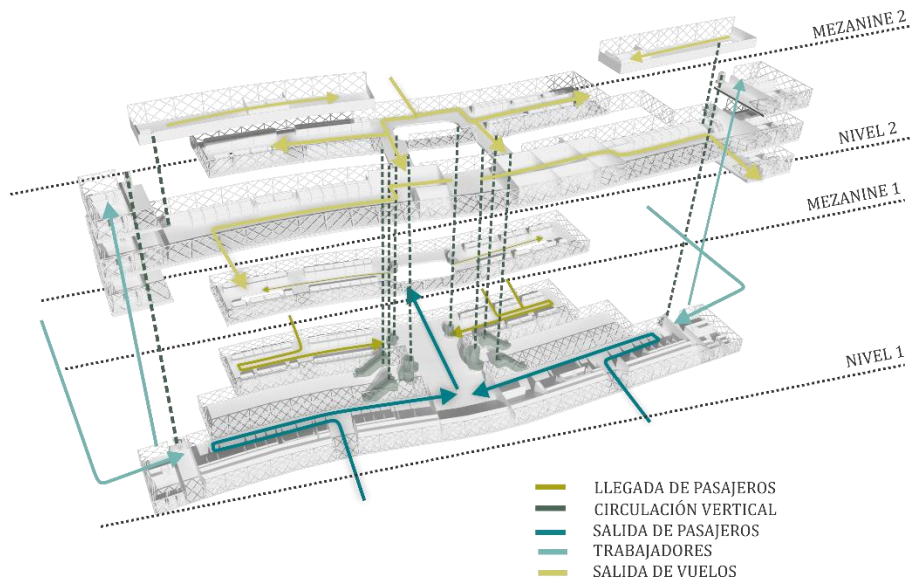 MEZANINE 2
NIVEL 2
MEZANINE 1
NIVEL 1
LLEGADA DE PASAJEROS
CIRCULACIÓN VERTICAL
SALIDA DE PASAJEROS
TRABAJADORES
SALIDA DE VUELOS